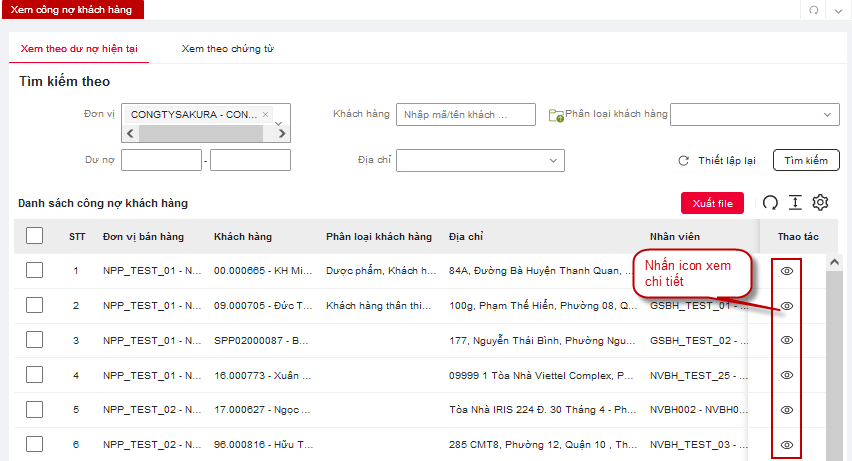 Xem công nợ khách hàng
Xem theo dư nợ hiện tại Xem theo chứng từ
Tìm kiếm theo
Đơn vị CONGTYSAKURA - CON... × Khách hàng Nhập mã/tên khách ... Phân loại khách hàng
Dư nợ - Địa chỉ Thiết lập lại Tìm kiếm
Danh sách công nợ khách hàng Xuất file
STT Đơn vị bán hàng Khách hàng Phân loại khách hàng Địa chỉ Nhân viên Thao tác
1 NPP_TEST_01 - N... 00.000665 - KH Mi... Dược phẩm, Khách h... 84A, Đường Bà Huyện Thanh Quan, ...
Nhấn icon xem
chi tiết
2 NPP_TEST_01 - N... 09.000705 - Đức T... Khách hàng thân thi... 100g, Phạm Thế Hiển, Phường 08, Q... GSBH_TEST_01 - ...
3 NPP_TEST_01 - N... SPP02000087 - B... 177, Nguyễn Thái Bình, Phường Ngu... GSBH_TEST_02 - ...
4 NPP_TEST_01 - N... 16.000773 - Xuân ... 09999 1 Tòa Nhà Viettel Complex, P... NVBH_TEST_25 - ...
5 NPP_TEST_02 - N... 17.000627 - Ngọc ... Tòa Nhà IRIS 224 Đ. 30 Tháng 4 - Ph... NVBH002 - NVBH0...
6 NPP_TEST_02 - N... 96.000816 - Hữu T... 285 CMT8, Phường 12, Quận 10 , Th... NVBH_TEST_03 - ...